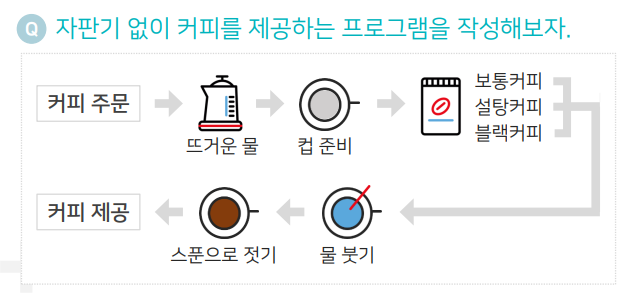 Q 자판기 없이 커피를 제공하는 프로그램을 작성해보자.
커피 주문
뜨거운 물
컵 준비
보통커피
설탕커피
블랙커피
커피 제공
스푼으로 젓기
물 붓기